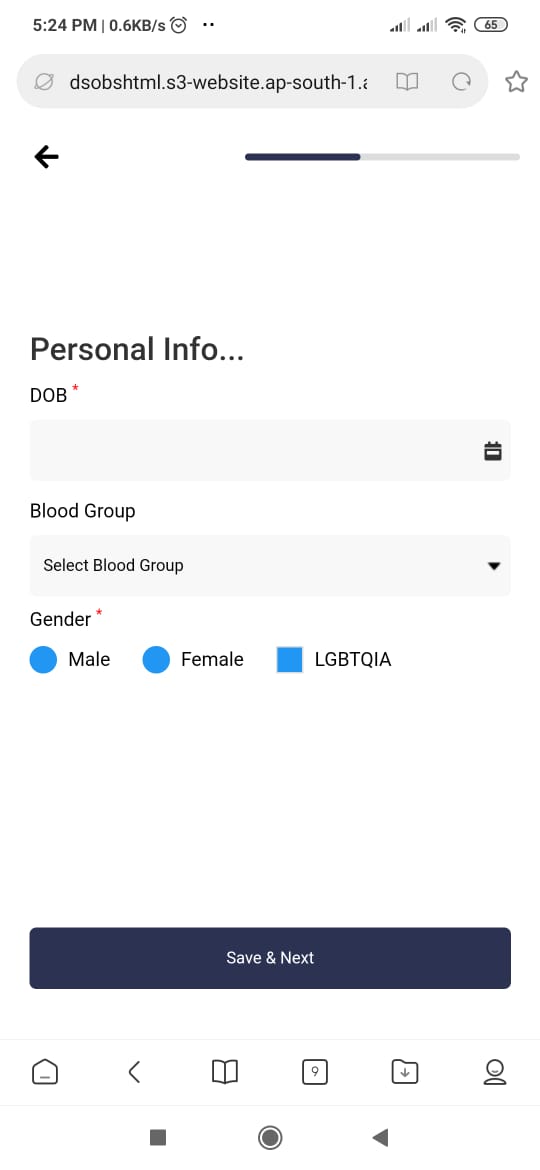 5:24 PM | 0.6KB/s
65
dsobshtml.s3-website.ap-south-1.a
Personal Info...
DOB *
Blood Group
Select Blood Group
Gender *
Male Female LGBTQIA
Save & Next
9